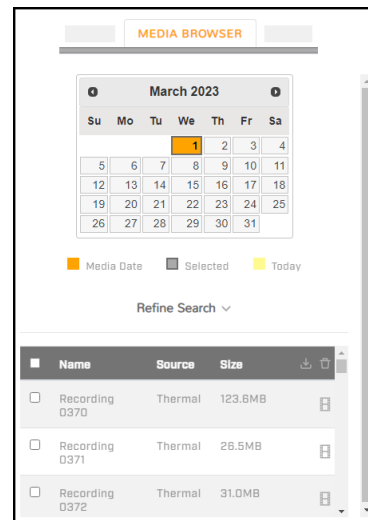 MEDIA BROWSER
March 2023
Su Mo Tu We Th Fr Sa
1 2 3 4
5 6 7 8 9 10 11
12 13 14 15 16 17 18
19 20 21 22 23 24 25
26 27 28 29 30 31
Media Date Selected Today
Refine Search
Name Source Size
Recording Thermal 123.6MB
0370
Recording Thermal 26.5MB
0371
Recording Thermal 31.0MB
0372